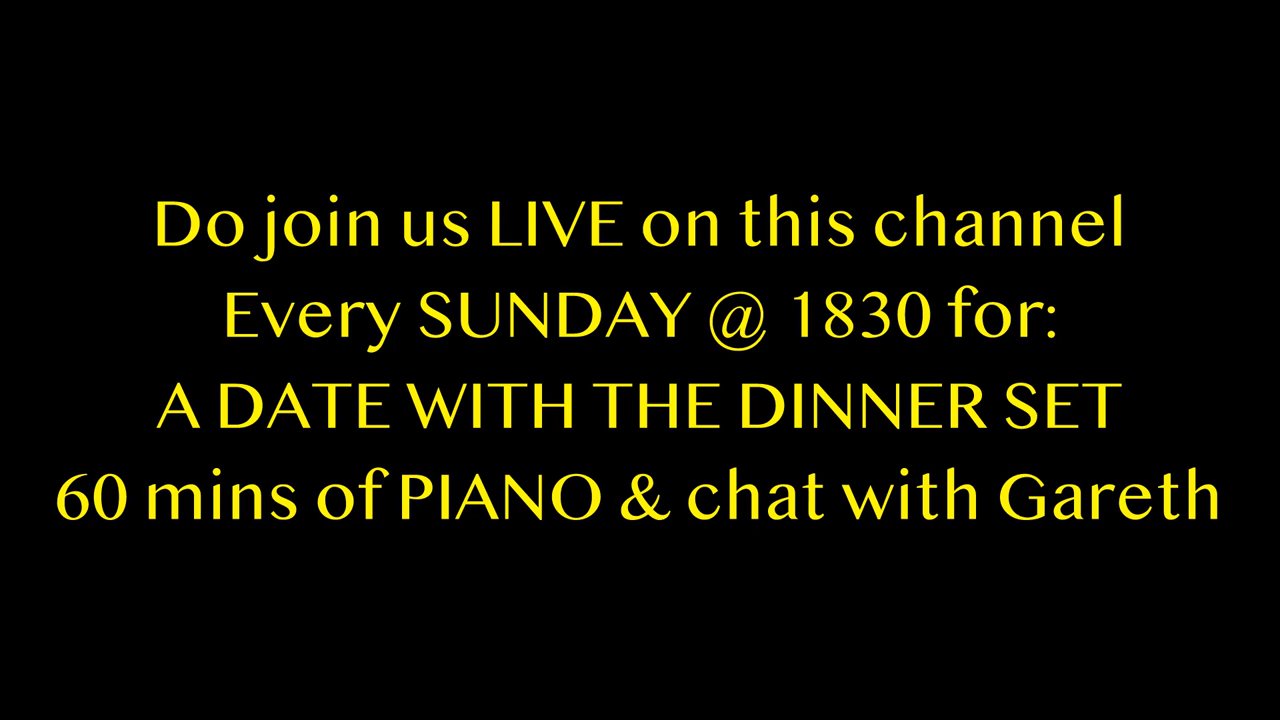 Do join us LIVE on this channel
Every SUNDAY @ 1830 for:
A DATE WITH THE DINNER SET
60 mins of PIANO & chat with Gareth